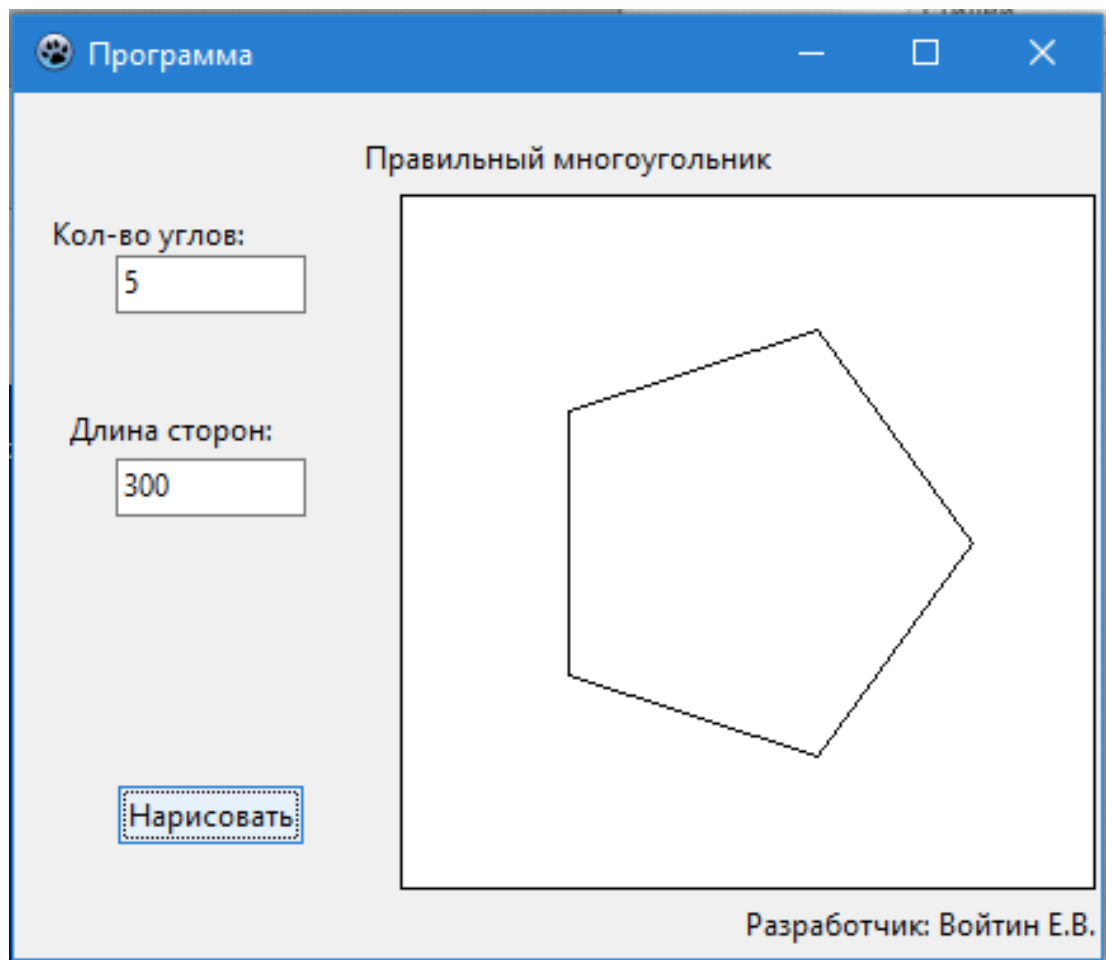 Программа
Правильный многоугольник
Кол-во углов:
5
Длина сторон:
300
Нарисовать
Разработчик: Войтин Е.В.